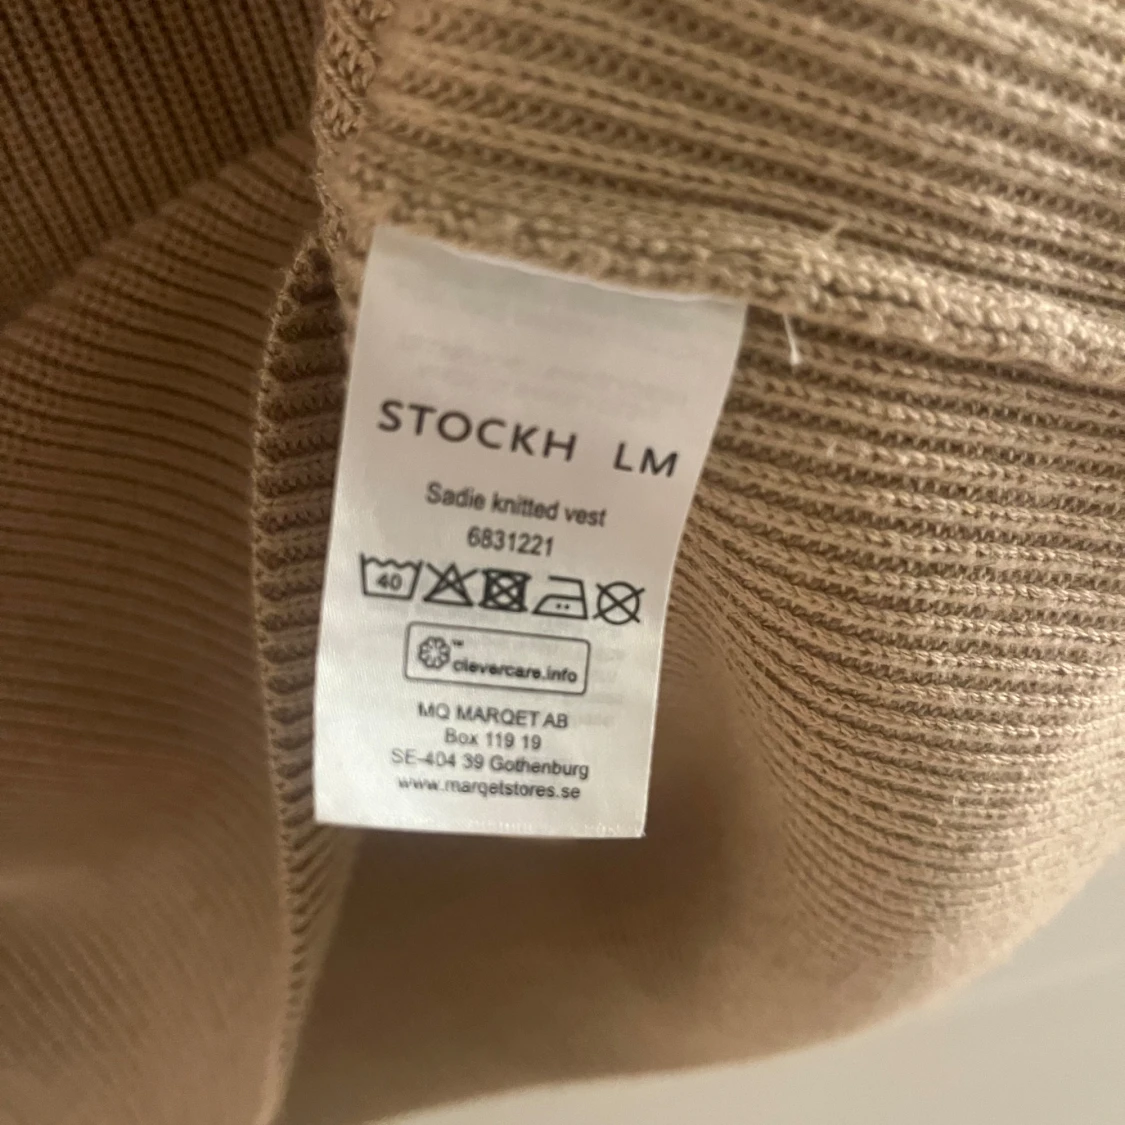 STOCKH LM
Sadie knitted vest
6831221
40
clevercare.info
MQ MARQET AB
Box 119 19
SE-404 39 Gothenburg
www.marqetstores.se